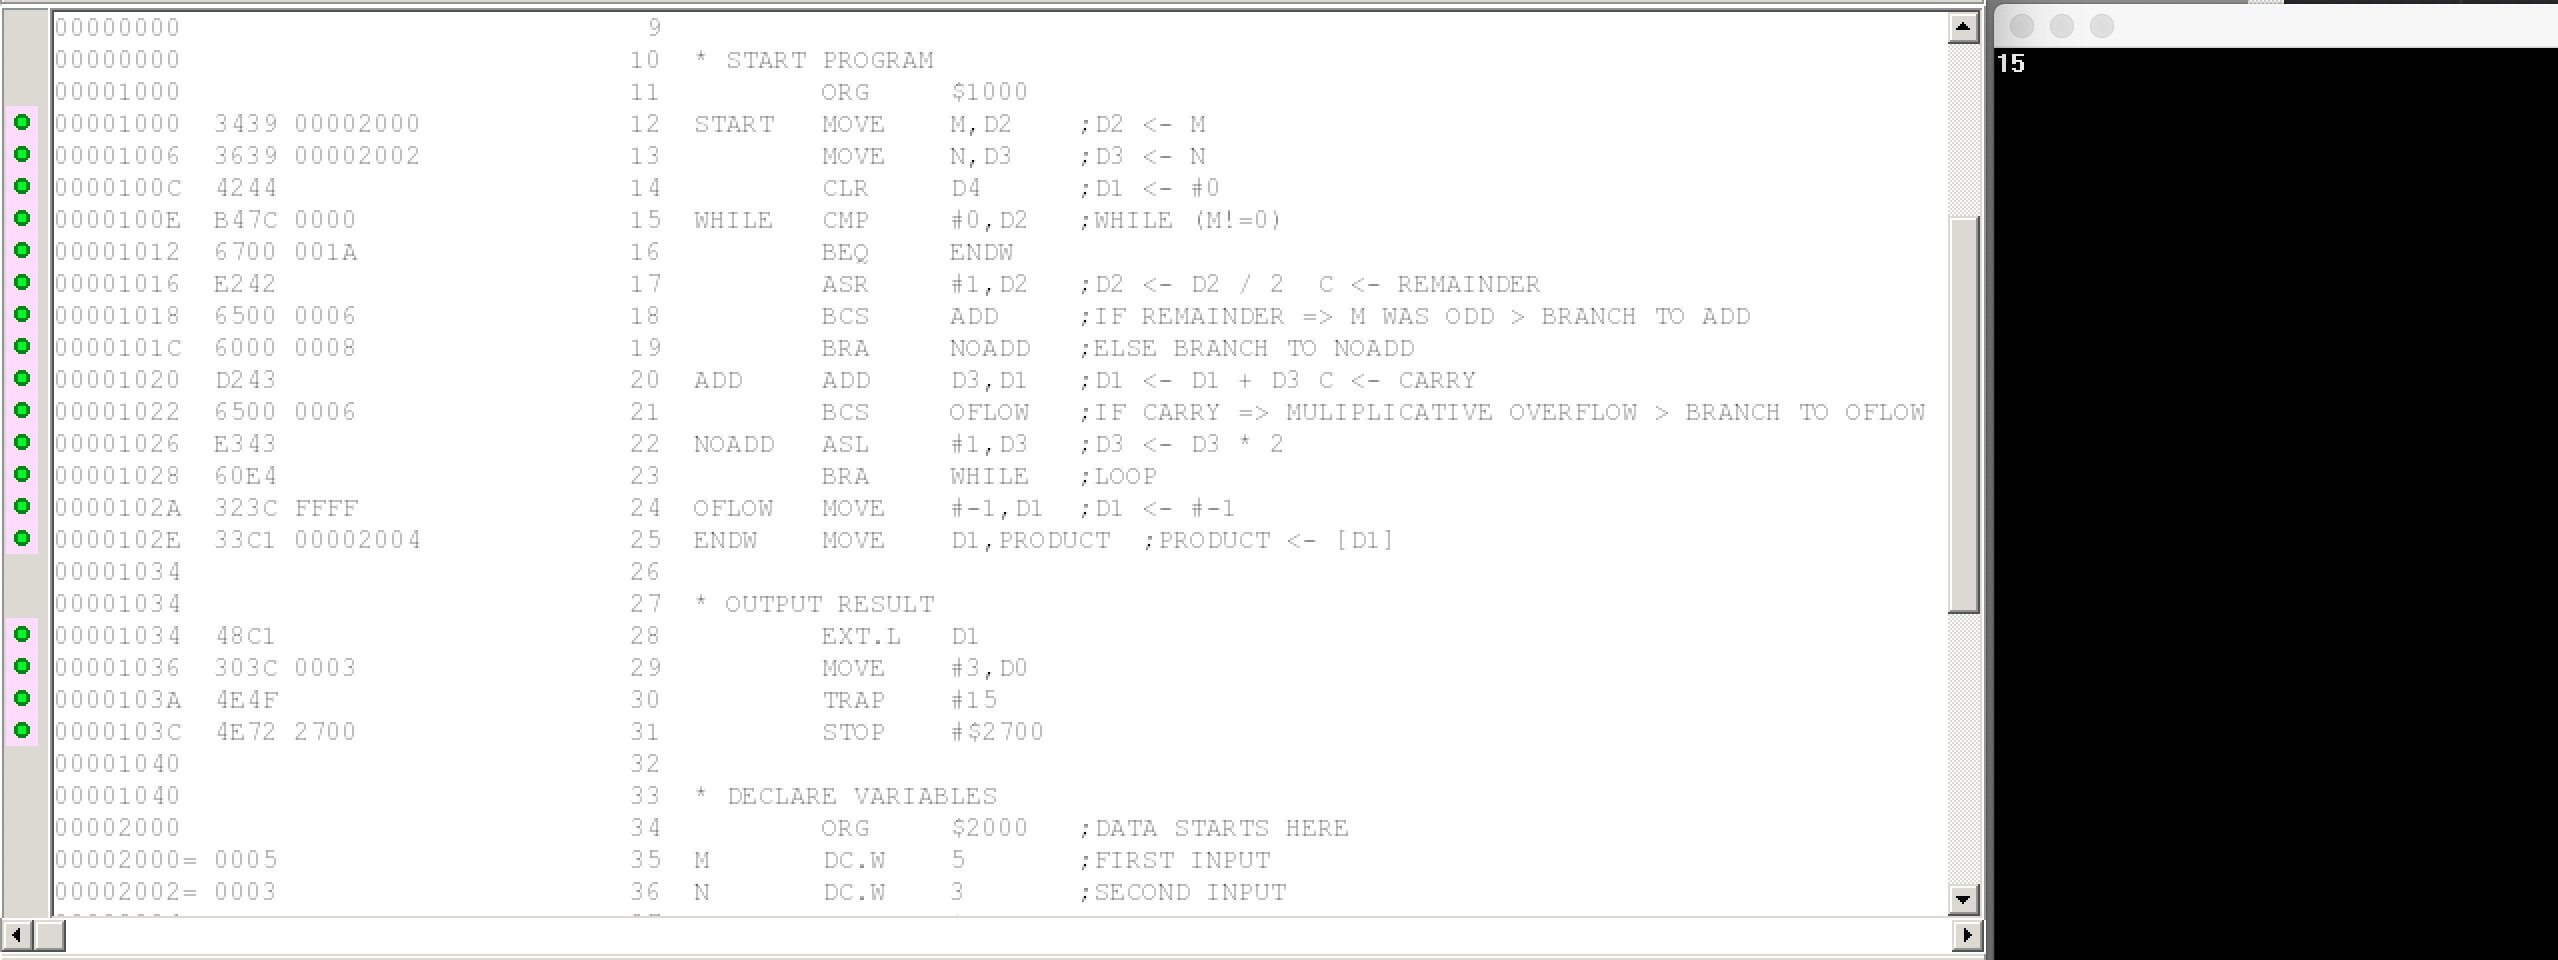 00000000 9
00000000 10 * START PROGRAM
00001000 11 ORG $1000
00001000 3439 00002000 12 START MOVE M,D2 ;D2 <- M
00001006 3639 00002002 13 MOVE N,D3 ;D3 <- N
0000100C 4244 14 CLR D4 ;D1 <- #0
0000100E B47C 0000 15 WHILE CMP #0,D2 ;WHILE (M!=0)
00001012 6700 001A 16 BEQ ENDW
00001016 E242 17 ASR #1,D2 ;D2 <- D2 / 2 C <- REMAINDER
00001018 6500 0006 18 BCS ADD ;IF REMAINDER => M WAS ODD > BRANCH TO ADD
0000101C 6000 0008 19 BRA NOADD ;ELSE BRANCH TO NOADD
00001020 D243 20 ADD ADD D3,D1 ;D1 <- D1 + D3 C <- CARRY
00001022 6500 0006 21 BCS OFLOW ;IF CARRY => MULIPLICATIVE OVERFLOW > BRANCH TO OFLOW
00001026 E343 22 NOADD ASL #1,D3 ;D3 <- D3 * 2
00001028 60E4 23 BRA WHILE ;LOOP
0000102A 323C FFFF 24 OFLOW MOVE #-1,D1 ;D1 <- #-1
0000102E 33C1 00002004 25 ENDW MOVE D1,PRODUCT ;PRODUCT <- [D1]
00001034 26
00001034 27 * OUTPUT RESULT
00001034 48C1 28 EXT.L D1
00001036 303C 0003 29 MOVE #3,D0
0000103A 4E4F 30 TRAP #15
0000103C 4E72 2700 31 STOP #$2700
00001040 32
00001040 33 * DECLARE VARIABLES
00002000 34 ORG $2000 ;DATA STARTS HERE
00002000= 0005 35 M DC.W 5 ;FIRST INPUT
00002002= 0003 36 N DC.W 3 ;SECOND INPUT
15